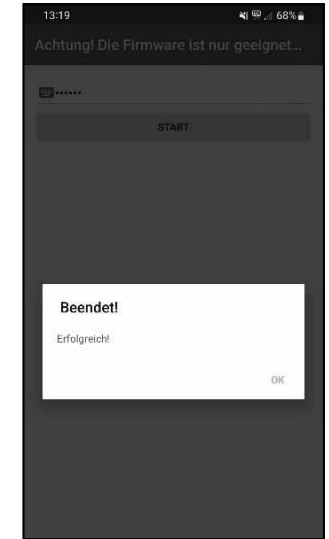 13:19 68%
Achtung! Die Firmware ist nur geeignet...
••••••
START
Beendet!
Erfolgreich!
OK